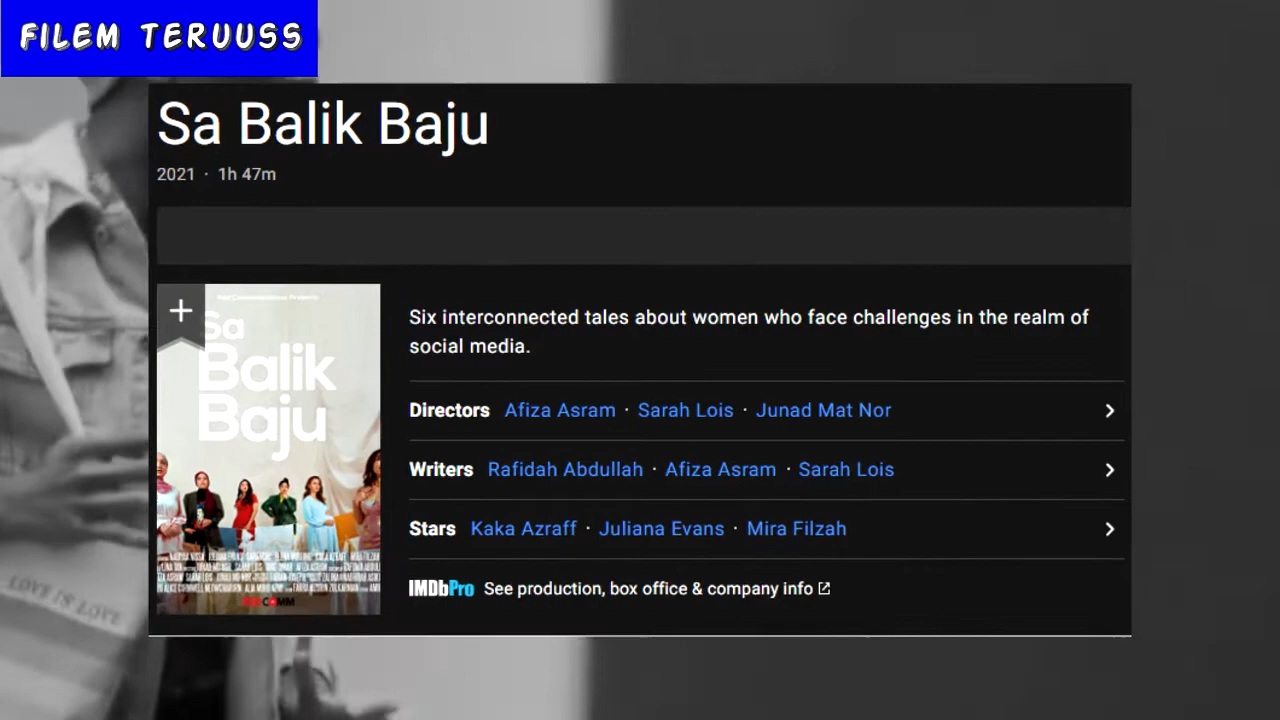 FILEM TERUUSS
Sa Balik Baju
2021 · 1h 47m
Sa
Balik
Baju
Six interconnected tales about women who face challenges in the realm of
social media.
Directors Afiza Asram · Sarah Lois · Junad Mat Nor
Writers Rafidah Abdullah · Afiza Asram · Sarah Lois
Stars Kaka Azraff · Juliana Evans · Mira Filzah
IMDbPro See production, box office & company info
LOVE IS LOVE